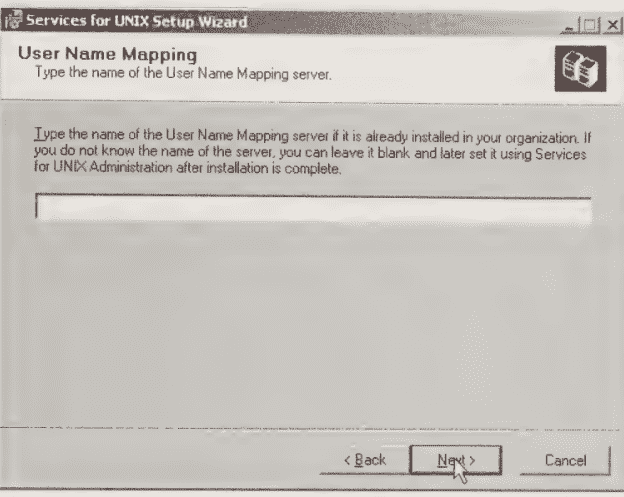 Services for UNIX Setup Wizard
User Name Mapping
Type the name of the User Name Mapping server.
Type the name of the User Name Mapping server if it is already installed in your organization. If
you do not know the name of the server, you can leave it blank and later set it using Services
for UNIX Administration after installation is complete.
< Back Next > Cancel